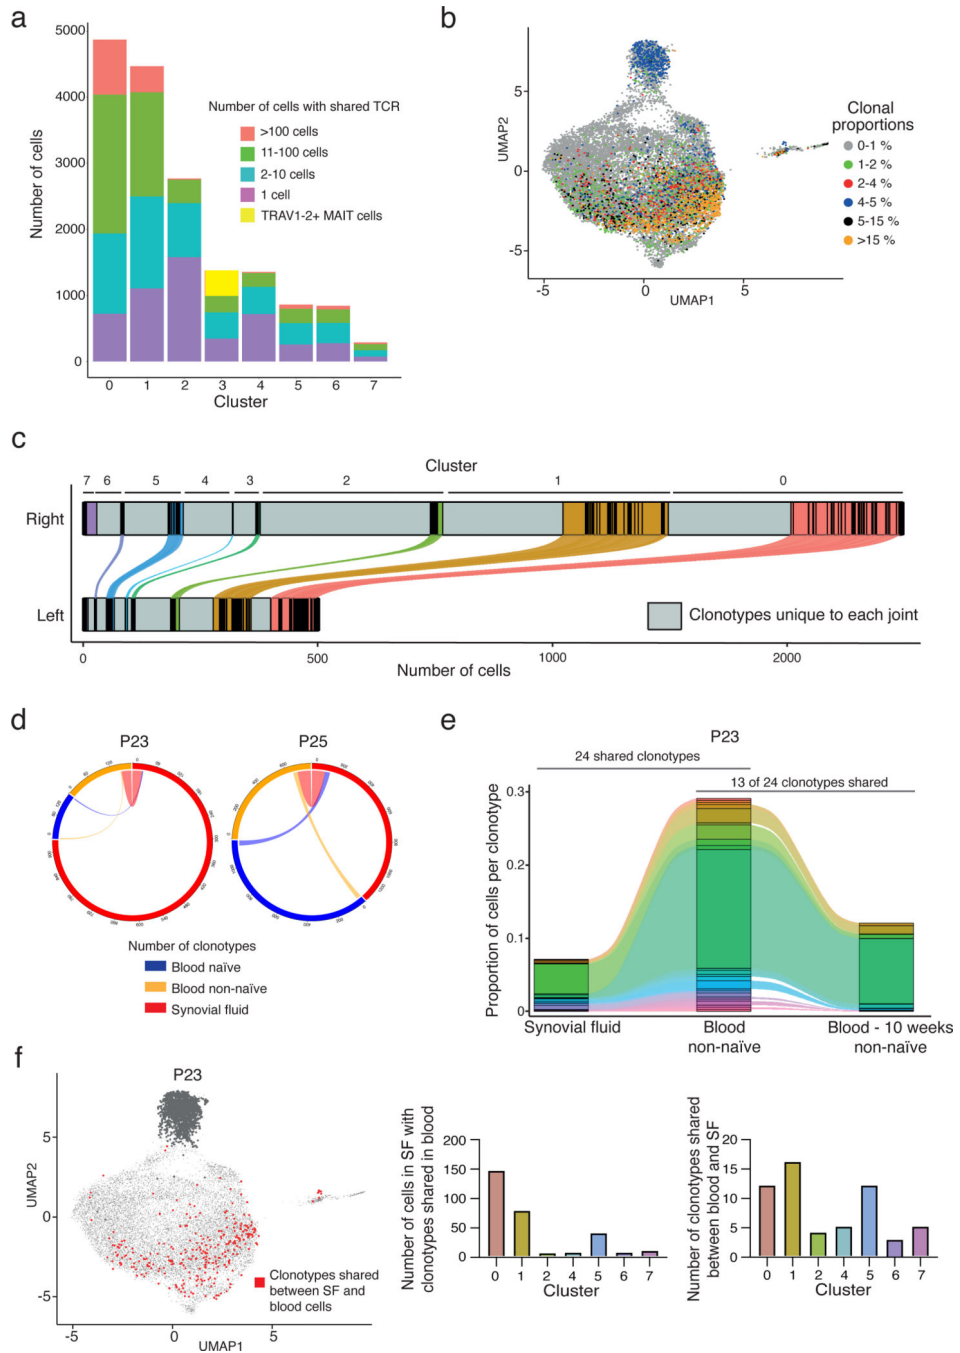 a
5000
4000
3000
2000
1000
0
Number of cells
Number of cells with shared TCR
>100 cells
11-100 cells
2-10 cells
1 cell
TRAV1-2+ MAIT cells
0 1 2 3 4 5 6 7
Cluster
b
5
0
-5
UMAP2
-5 0 5
UMAP1
Clonal
proportions
0-1 %
1-2 %
2-4 %
4-5 %
5-15 %
>15 %
c
Cluster
7 6 5 4 3 2 1 0
Right
Left
Clonotypes unique to each joint
0 500 1000 2000
Number of cells
d
P23
P25
Number of clonotypes
Blood naïve
Blood non-naïve
Synovial fluid
e
P23
24 shared clonotypes
13 of 24 clonotypes shared
0.3
0.2
0.1
0
Proportion of cells per clonotype
Synovial fluid
Blood
non-naïve
Blood - 10 weeks
non-naïve
f
P23
5
0
-5
UMAP2
-5 0 5
UMAP1
Clonotypes shared
between SF and
blood cells
Number of cells in SF with
clonotypes shared in blood
200
150
100
50
0
0 1 2 4 5 6 7
Cluster
Number of clonotypes shared
between blood and SF
20
15
10
5
0
0 1 2 4 5 6 7
Cluster